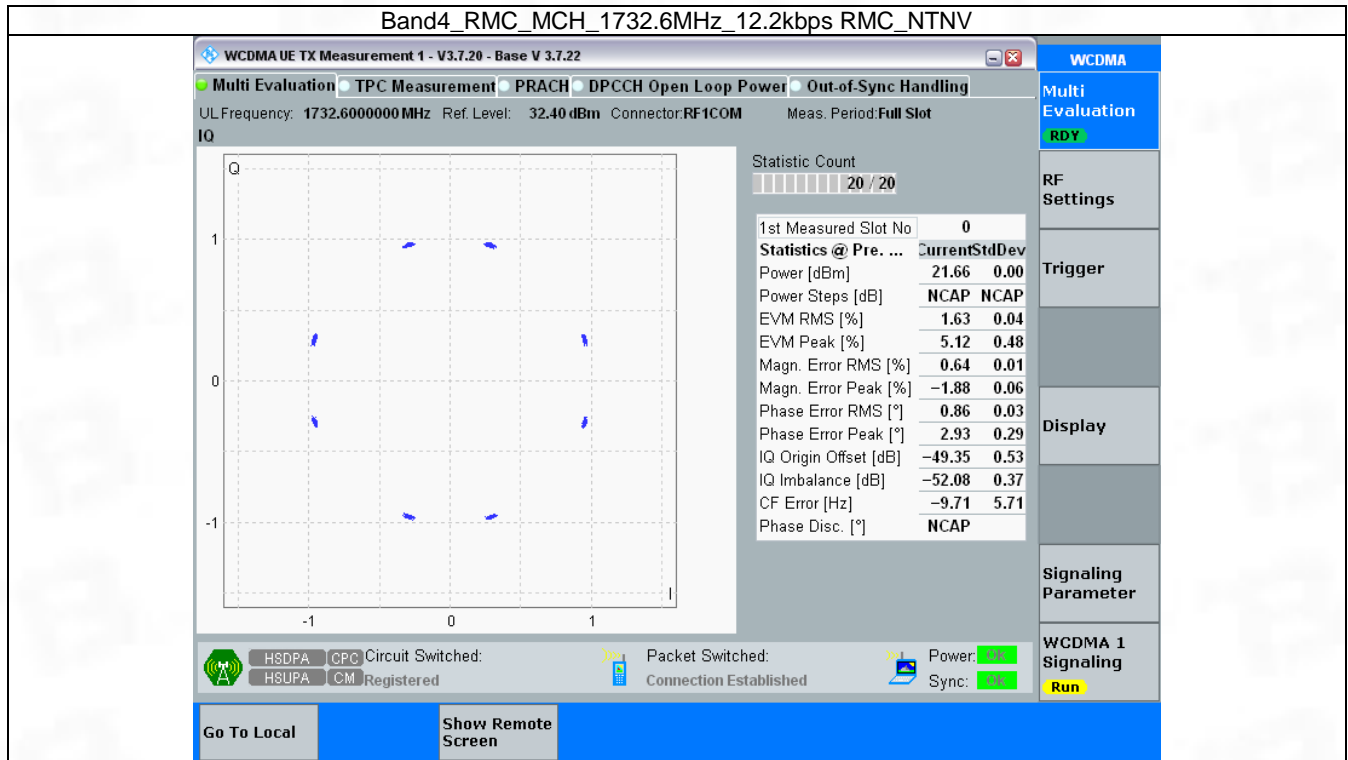 Band4_RMC_MCH_1732.6MHz_12.2kbps RMC_NTNV
WCDMA UE TX Measurement 1 - V3.7.20 - Base V 3.7.22
Multi Evaluation TPC Measurement PRACH DPCCH Open Loop Power Out-of-Sync Handling
UL Frequency: 1732.6000000 MHz Ref. Level: 32.40 dBm Connector:RF1COM Meas. Period:Full Slot
IQ
Q
1
0
-1
I
-1 0 1
Statistic Count
20 / 20
1st Measured Slot No 0
Statistics @ Pre. ... Current StdDev
Power [dBm] 21.66 0.00
Power Steps [dB] NCAP NCAP
EVM RMS [%] 1.63 0.04
EVM Peak [%] 5.12 0.48
Magn. Error RMS [%] 0.64 0.01
Magn. Error Peak [%] −1.88 0.06
Phase Error RMS [°] 0.86 0.03
Phase Error Peak [°] 2.93 0.29
IQ Origin Offset [dB] −49.35 0.53
IQ Imbalance [dB] −52.08 0.37
CF Error [Hz] −9.71 5.71
Phase Disc. [°] NCAP
HSDPA CPC Circuit Switched: Packet Switched: Power: Ok
HSUPA CM Registered Connection Established Sync: Ok
WCDMA
Multi
Evaluation
RDY
RF
Settings
Trigger
Display
Signaling
Parameter
WCDMA 1
Signaling
Run
Go To Local
Show Remote
Screen